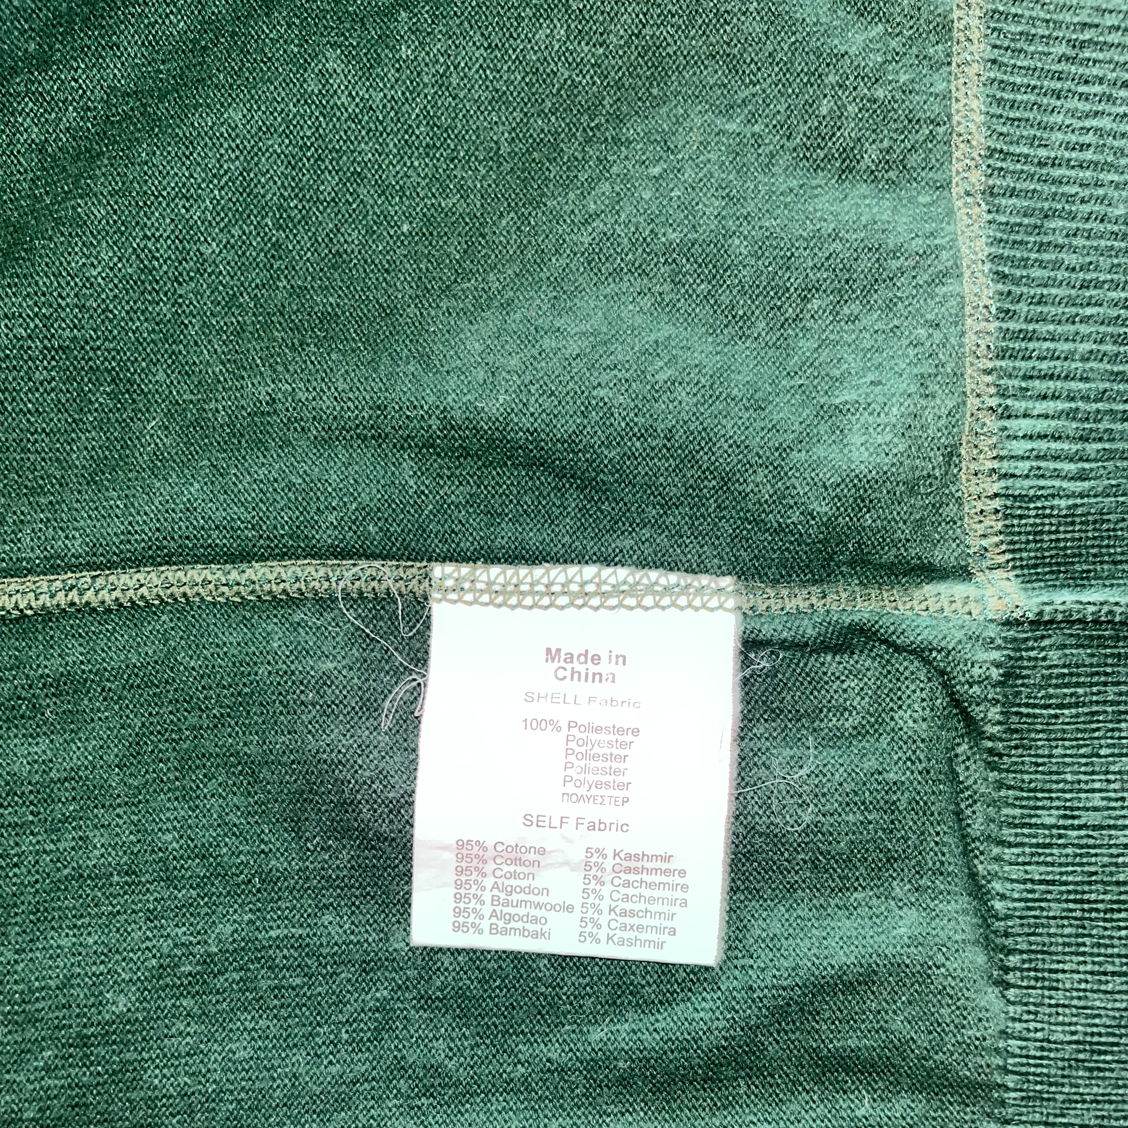 Made in
China
SHELL Fabric
100% Poliestere
Polyester
Poliester
Poliester
Polyester
ΠΟΛΥΕΣΤΕΡ
SELF Fabric
95% Cotone 5% Kashmir
95% Cotton 5% Cashmere
95% Coton 5% Cachemire
95% Algodon 5% Cachemira
95% Baumwoole 5% Kaschmir
95% Algodao 5% Caxemira
95% Bambaki 5% Kashmir